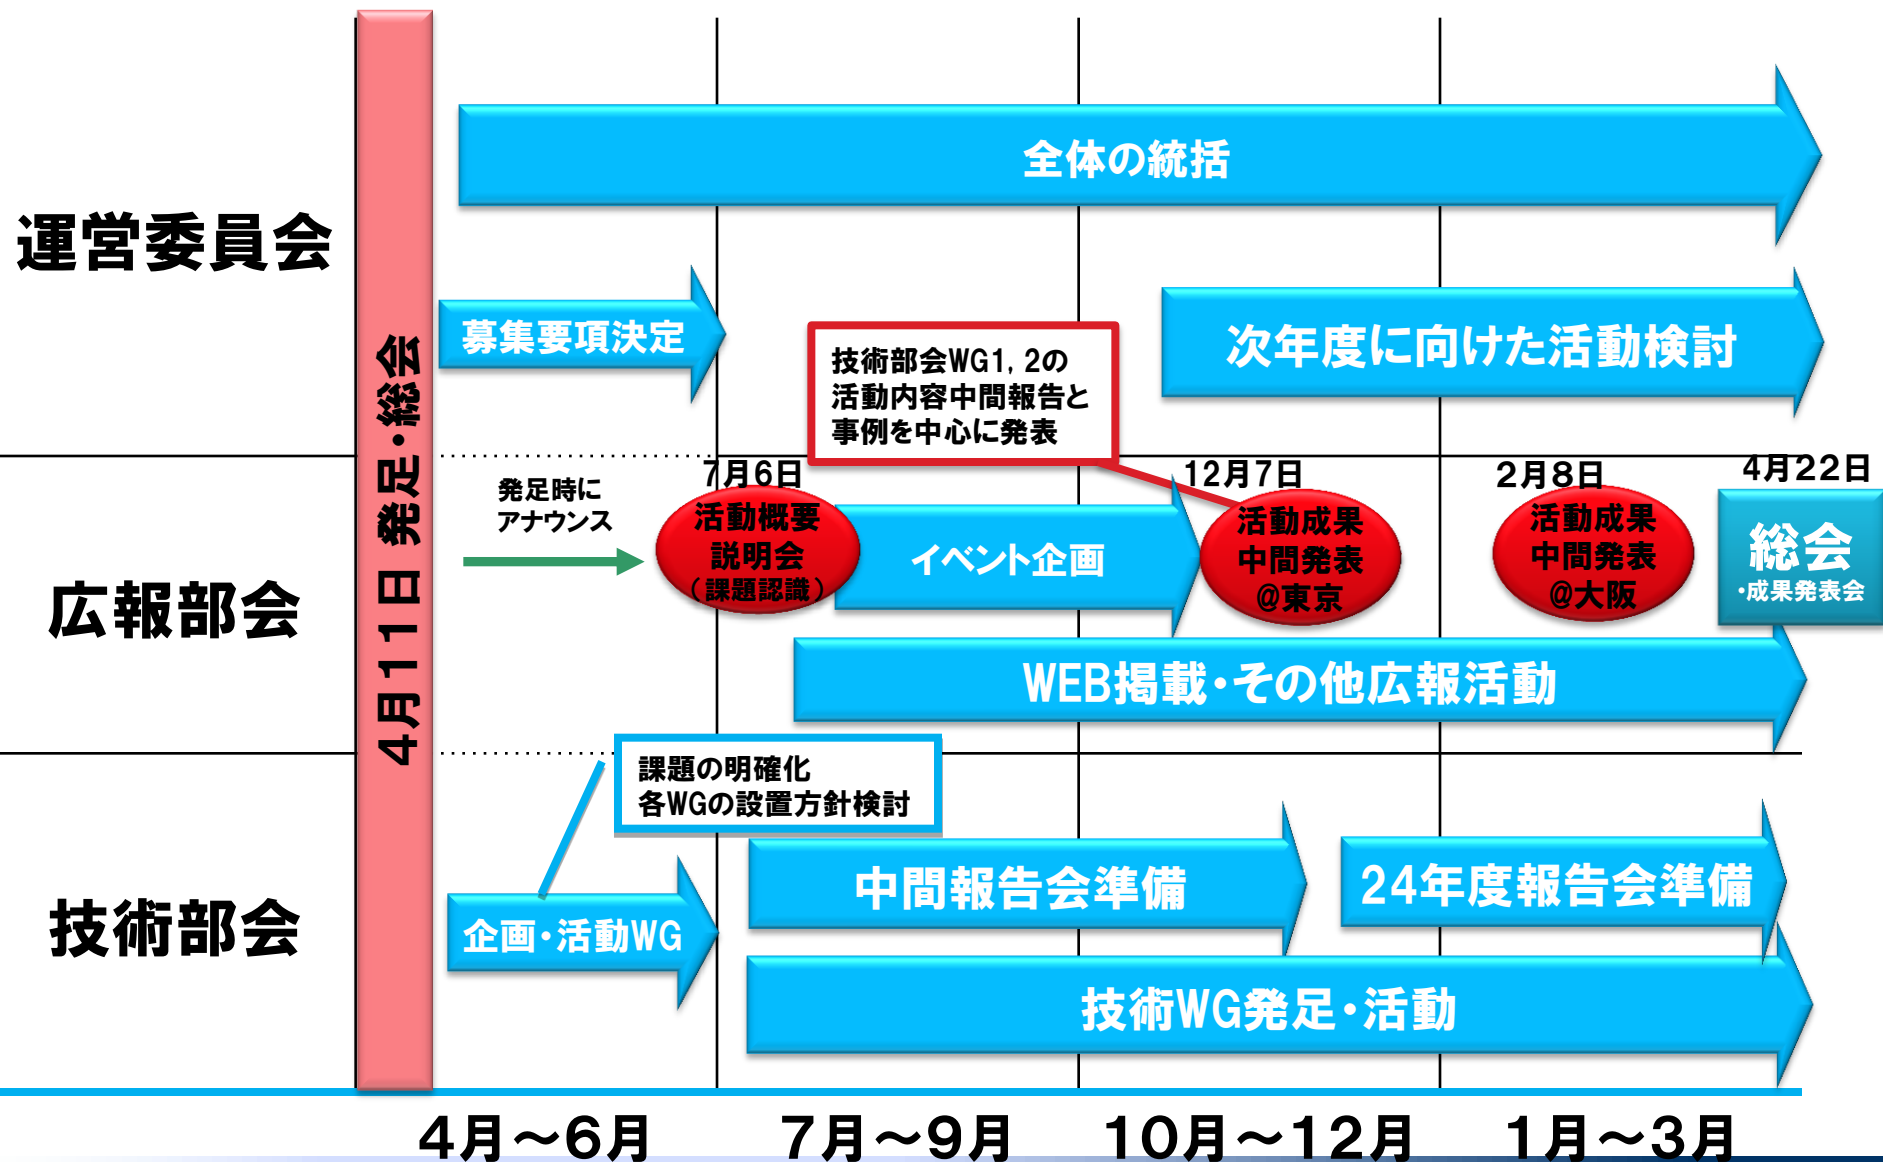 運営委員会
全体の統括
募集要項決定
次年度に向けた活動検討
技術部会WG1，2の
活動内容中間報告と
事例を中心に発表
4月11日 発足・総会
広報部会
発足時に
アナウンス
7月6日
活動概要
説明会
（課題認識）
イベント企画
12月7日
活動成果
中間発表
@東京
2月8日
活動成果
中間発表
@大阪
4月22日
総会
・成果発表会
WEB掲載・その他広報活動
技術部会
課題の明確化
各WGの設置方針検討
企画・活動WG
中間報告会準備
24年度報告会準備
技術WG発足・活動
4月～6月
7月～9月
10月～12月
1月～3月